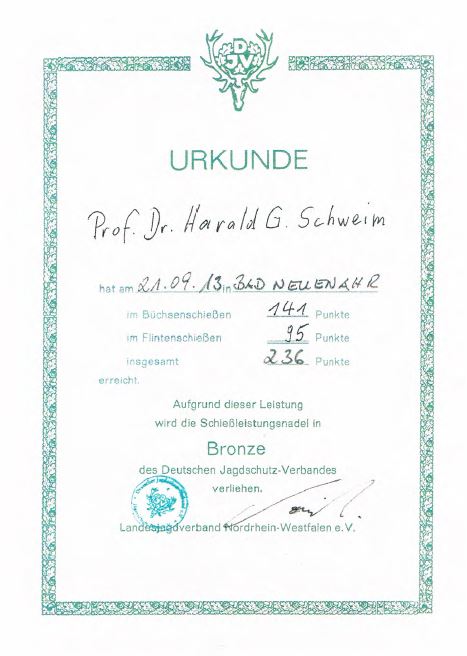 DJV
URKUNDE
Prof. Dr. Harald G. Schweim
hat am 21.09.13 in BAD NEUENAHR
im Büchsenschießen 141 Punkte
im Flintenschießen 95 Punkte
insgesamt 236 Punkte
erreicht.
Aufgrund dieser Leistung
wird die Schießleistungsnadel in
Bronze
des Deutschen Jagdschutz-Verbandes
verliehen.
Landesjagdverband Nordrhein-Westfalen e.V.